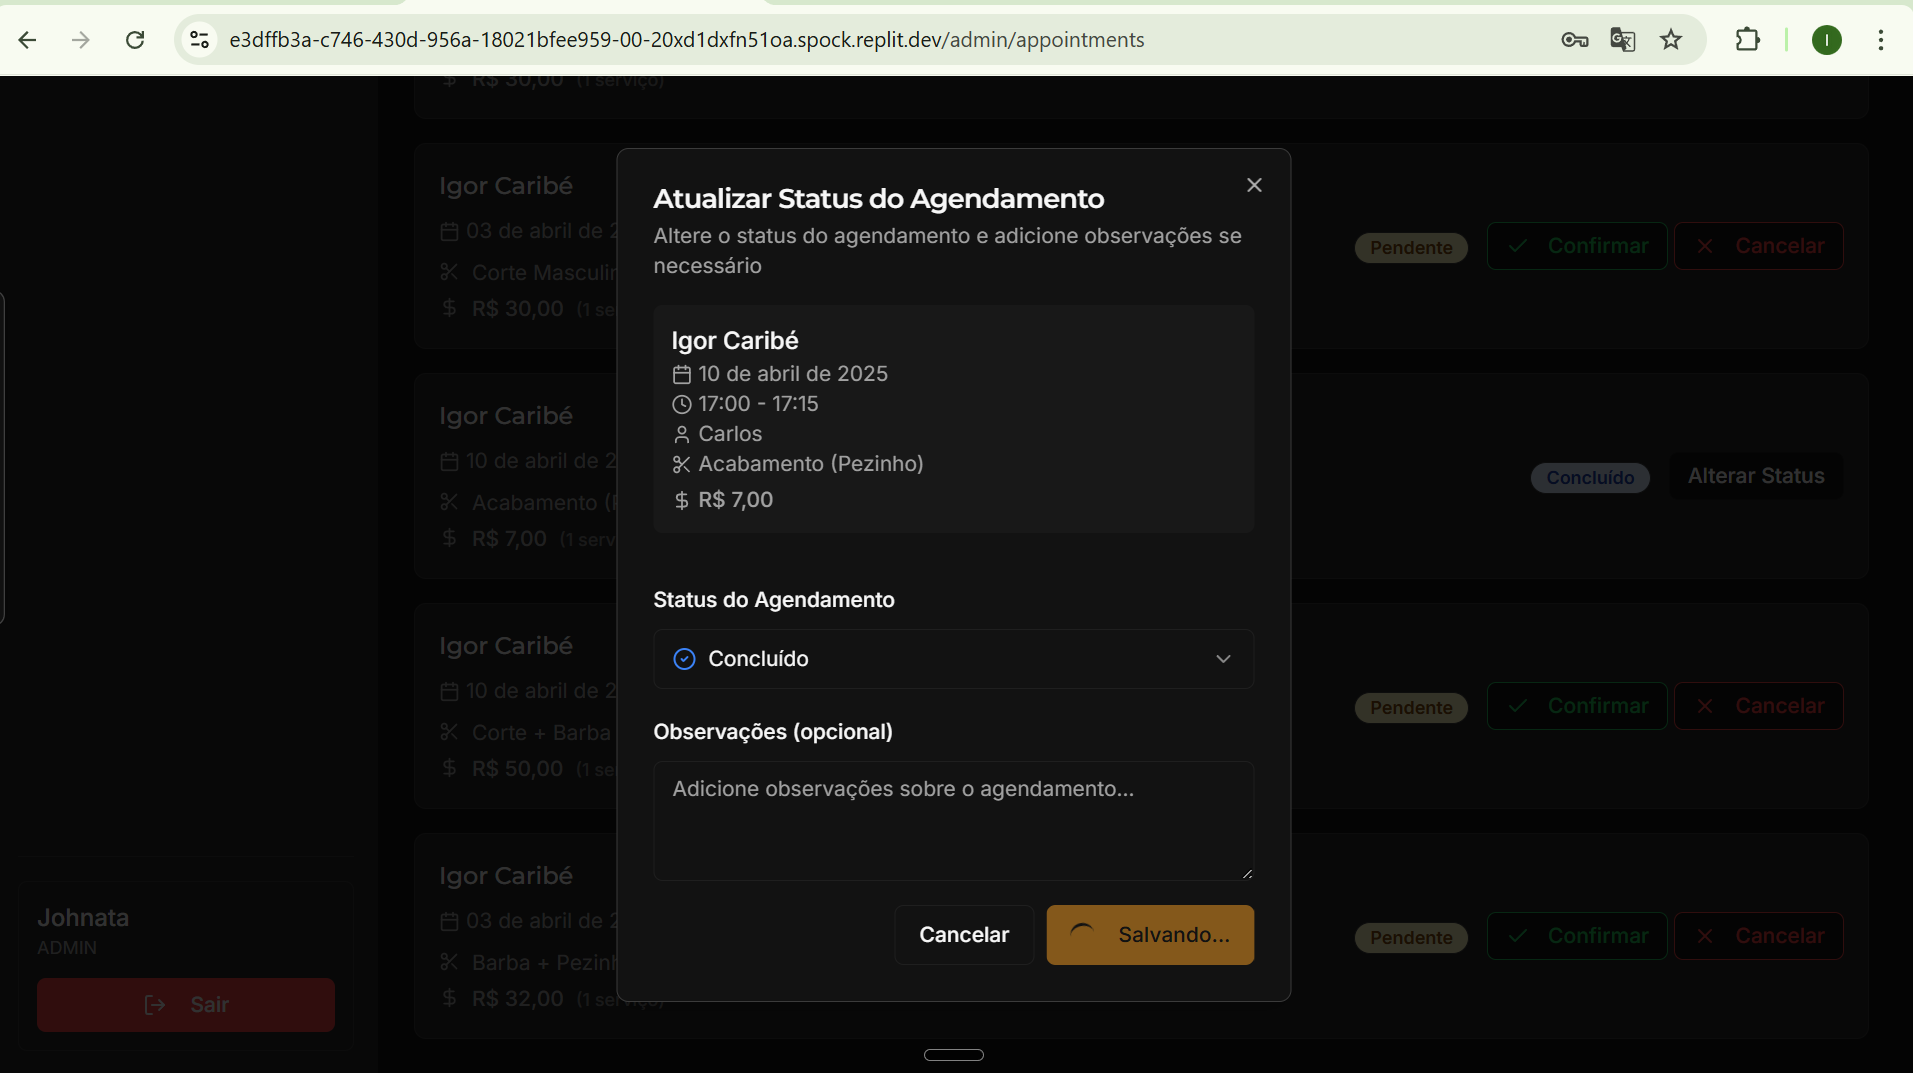 e3dffb3a-c746-430d-956a-18021bfee959-00-20xd1dxfn51oa.spock.replit.dev/admin/appointments
I
R$ 30,00 (1 serviço)
Igor Caribé
03 de abril de 2
Corte Masculin
R$ 30,00 (1 se
Pendente
Confirmar
Cancelar
Igor Caribé
10 de abril de 2
Acabamento (P
R$ 7,00 (1 serv
Concluído
Alterar Status
Igor Caribé
10 de abril de 2
Corte + Barba
R$ 50,00 (1 se
Pendente
Confirmar
Cancelar
Igor Caribé
03 de abril de 2
Barba + Pezinh
R$ 32,00 (1 serviço)
Pendente
Confirmar
Cancelar
Johnata
ADMIN
Sair
Atualizar Status do Agendamento
Altere o status do agendamento e adicione observações se
necessário
Igor Caribé
10 de abril de 2025
17:00 - 17:15
Carlos
Acabamento (Pezinho)
R$ 7,00
Status do Agendamento
Concluído
Observações (opcional)
Adicione observações sobre o agendamento...
Cancelar
Salvando...